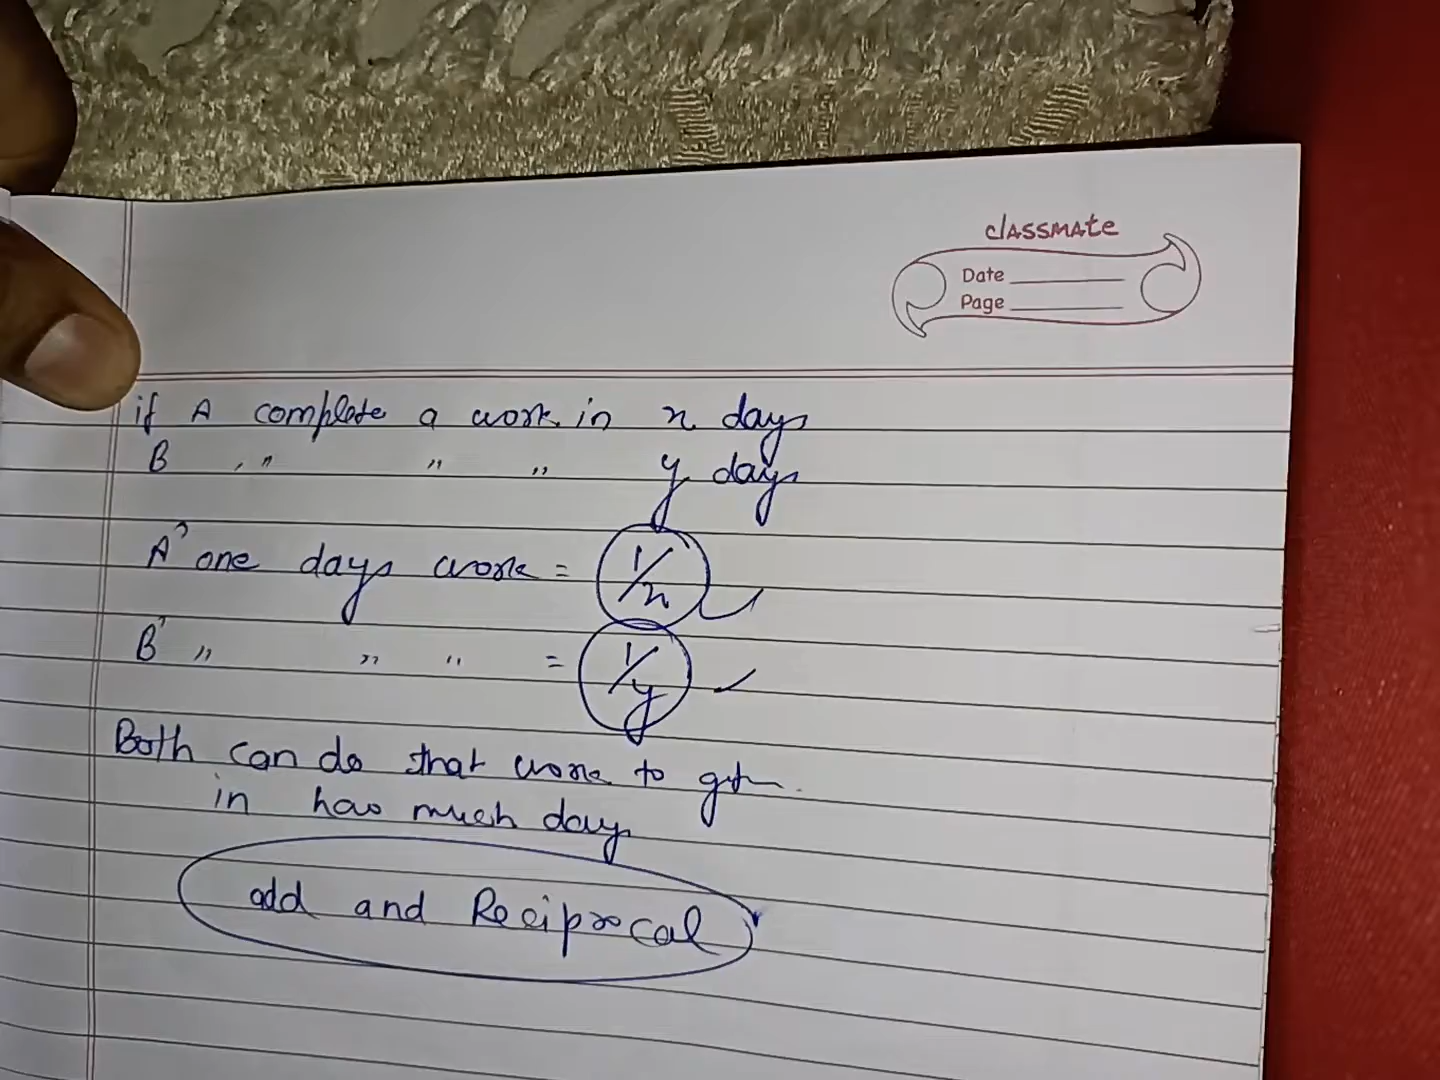 classmate
Date
Page
if A complete a work in x days
B " " " y days
A' one days work = 1/x
B' " " " = 1/y
Both can do that work to gth
in how much day
add and Reciprocal